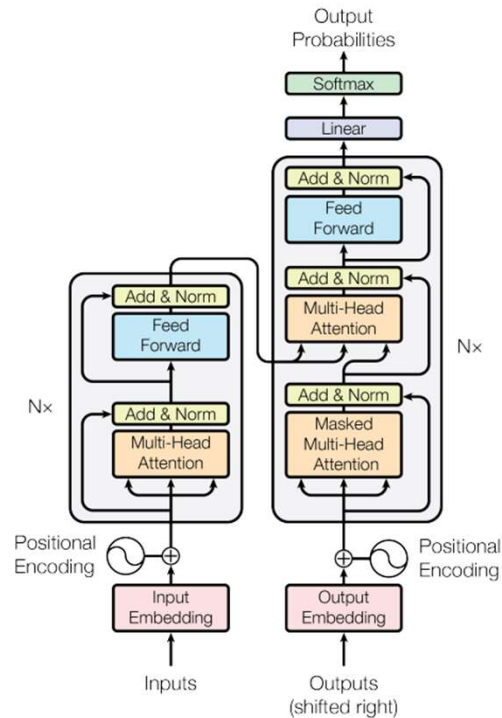 Output
Probabilities
Softmax
Linear
Add & Norm
Feed
Forward
Add & Norm
Multi-Head
Attention
Nx
Add & Norm
Masked
Multi-Head
Attention
Add & Norm
Feed
Forward
N×
Add & Norm
Multi-Head
Attention
Positional
Encoding
Positional
Encoding
Input
Embedding
Output
Embedding
Inputs
Outputs
(shifted right)